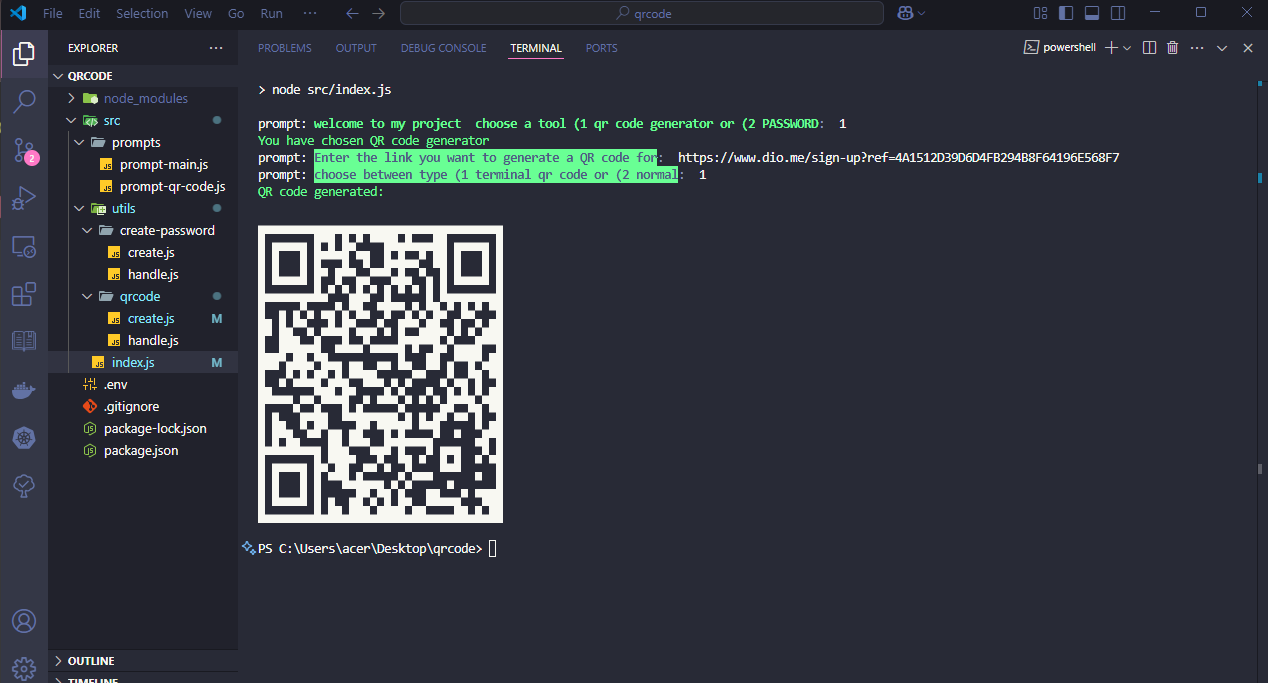 File Edit Selection View Go Run ··· qrcode
EXPLORER ···
QRCODE
node_modules
src
prompts
prompt-main.js
prompt-qr-code.js
utils
create-password
create.js
handle.js
qrcode
create.js M
handle.js
index.js M
.env
.gitignore
package-lock.json
package.json
OUTLINE
TIMELINE
2
PROBLEMS OUTPUT DEBUG CONSOLE TERMINAL PORTS powershell
> node src/index.js
prompt: welcome to my project  choose a tool (1 qr code generator or (2 PASSWORD:  1
You have chosen QR code generator
prompt: Enter the link you want to generate a QR code for:  https://www.dio.me/sign-up?ref=4A1512D39D6D4FB294B8F64196E568F7
prompt: choose between type (1 terminal qr code or (2 normal:  1
QR code generated:
PS C:\Users\acer\Desktop\qrcode>